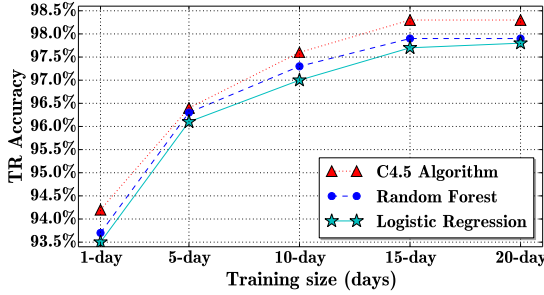 98.5%
98.0%
97.5%
97.0%
96.5%
96.0%
95.5%
95.0%
94.5%
94.0%
93.5%
TR Accuracy
C4.5 Algorithm
Random Forest
Logistic Regression
1-day 5-day 10-day 15-day 20-day
Training size (days)